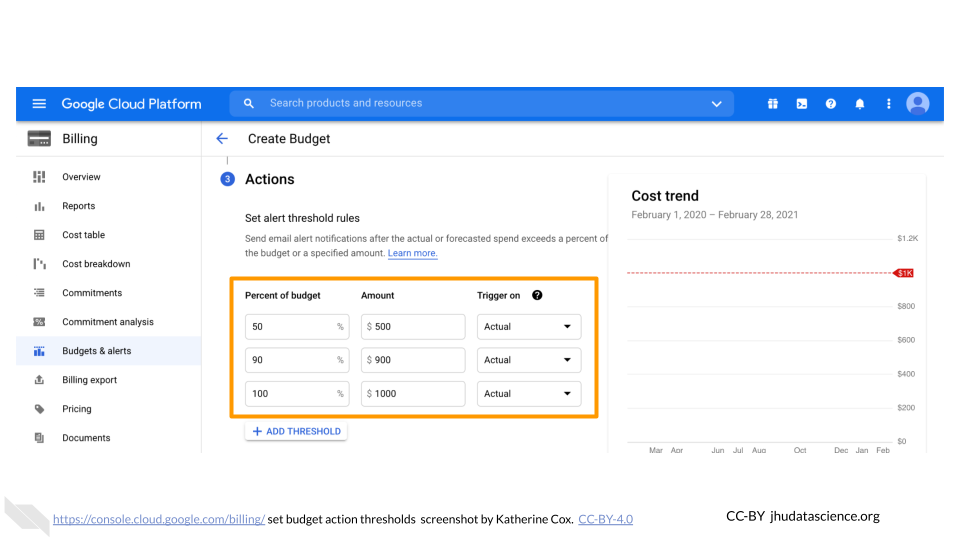 Google Cloud Platform
Search products and resources
Billing
Create Budget
Overview
Reports
Cost table
Cost breakdown
Commitments
Commitment analysis
Budgets & alerts
Billing export
Pricing
Documents
3 Actions
Set alert threshold rules
Send email alert notifications after the actual or forecasted spend exceeds a percent of
the budget or a specified amount. Learn more.
Percent of budget Amount Trigger on ?
50 % $ 500 Actual
90 % $ 900 Actual
100 % $ 1000 Actual
+ ADD THRESHOLD
Cost trend
February 1, 2020 – February 28, 2021
$1.2K
$1K
$800
$600
$400
$200
$0
Mar Apr Jun Jul Aug Oct Dec Jan Feb
https://console.cloud.google.com/billing/ set budget action thresholds screenshot by Katherine Cox. CC-BY-4.0
CC-BY jhudatascience.org